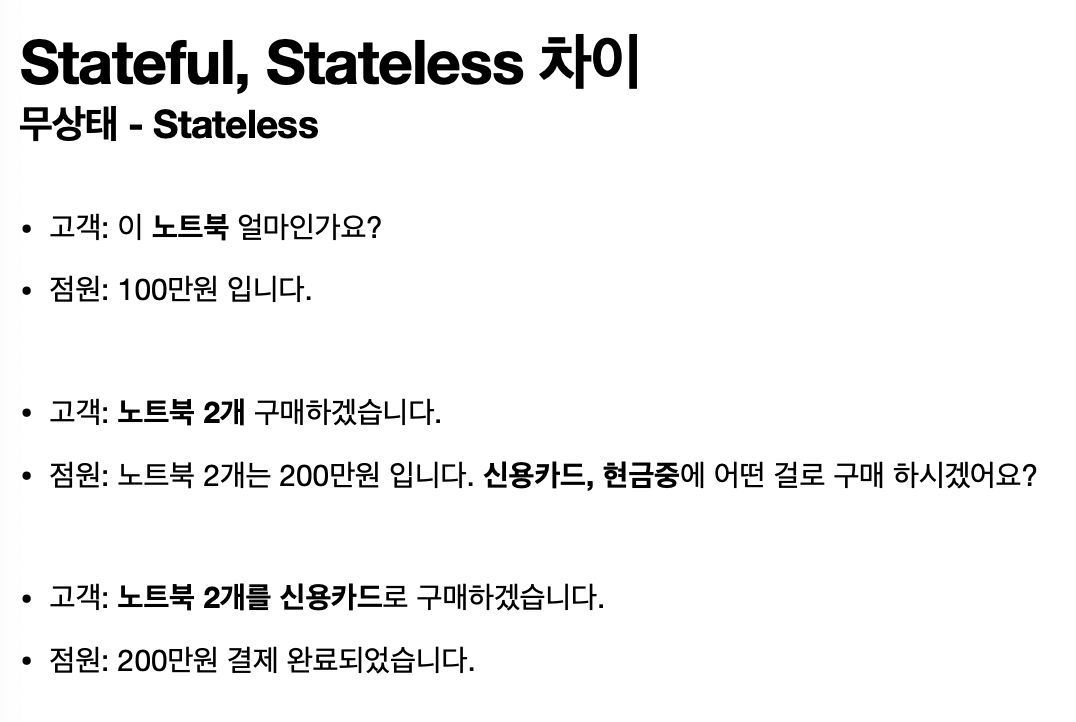 Stateful, Stateless 차이
무상태 - Stateless
• 고객: 이 노트북 얼마인가요?
• 점원: 100만원 입니다.
• 고객: 노트북 2개 구매하겠습니다.
• 점원: 노트북 2개는 200만원 입니다. 신용카드, 현금중에 어떤 걸로 구매 하시겠어요?
• 고객: 노트북 2개를 신용카드로 구매하겠습니다.
• 점원: 200만원 결제 완료되었습니다.